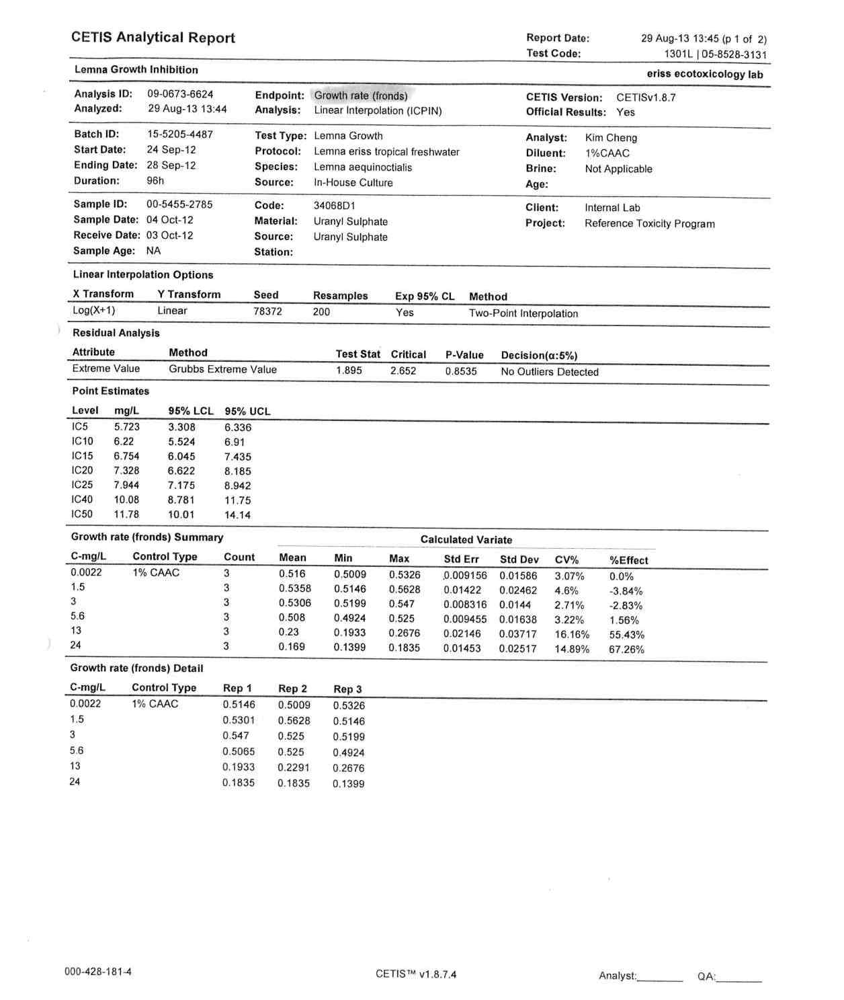 CETIS Analytical Report
Report Date: 29 Aug-13 13:45 (p 1 of 2)
Test Code: 1301L | 05-8528-3131
Lemna Growth Inhibition eriss ecotoxicology lab
Analysis ID: 09-0673-6624 Endpoint: Growth rate (fronds) CETIS Version: CETISv1.8.7
Analyzed: 29 Aug-13 13:44 Analysis: Linear Interpolation (ICPIN) Official Results: Yes
Batch ID: 15-5205-4487 Test Type: Lemna Growth Analyst: Kim Cheng
Start Date: 24 Sep-12 Protocol: Lemna eriss tropical freshwater Diluent: 1%CAAC
Ending Date: 28 Sep-12 Species: Lemna aequinoctialis Brine: Not Applicable
Duration: 96h Source: In-House Culture Age:
Sample ID: 00-5455-2785 Code: 34068D1 Client: Internal Lab
Sample Date: 04 Oct-12 Material: Uranyl Sulphate Project: Reference Toxicity Program
Receive Date: 03 Oct-12 Source: Uranyl Sulphate
Sample Age: NA Station:
Linear Interpolation Options
X Transform Y Transform Seed Resamples Exp 95% CL Method
Log(X+1) Linear 78372 200 Yes Two-Point Interpolation
Residual Analysis
Attribute Method Test Stat Critical P-Value Decision(α:5%)
Extreme Value Grubbs Extreme Value 1.895 2.652 0.8535 No Outliers Detected
Point Estimates
Level mg/L 95% LCL 95% UCL
IC5 5.723 3.308 6.336
IC10 6.22 5.524 6.91
IC15 6.754 6.045 7.435
IC20 7.328 6.622 8.185
IC25 7.944 7.175 8.942
IC40 10.08 8.781 11.75
IC50 11.78 10.01 14.14
Growth rate (fronds) Summary Calculated Variate
C-mg/L Control Type Count Mean Min Max Std Err Std Dev CV% %Effect
0.0022 1% CAAC 3 0.516 0.5009 0.5326 0.009156 0.01586 3.07% 0.0%
1.5 3 0.5358 0.5146 0.5628 0.01422 0.02462 4.6% -3.84%
3 3 0.5306 0.5199 0.547 0.008316 0.0144 2.71% -2.83%
5.6 3 0.508 0.4924 0.525 0.009455 0.01638 3.22% 1.56%
13 3 0.23 0.1933 0.2676 0.02146 0.03717 16.16% 55.43%
24 3 0.169 0.1399 0.1835 0.01453 0.02517 14.89% 67.26%
Growth rate (fronds) Detail
C-mg/L Control Type Rep 1 Rep 2 Rep 3
0.0022 1% CAAC 0.5146 0.5009 0.5326
1.5 0.5301 0.5628 0.5146
3 0.547 0.525 0.5199
5.6 0.5065 0.525 0.4924
13 0.1933 0.2291 0.2676
24 0.1835 0.1835 0.1399
000-428-181-4 CETIS™ v1.8.7.4 Analyst:________ QA:________